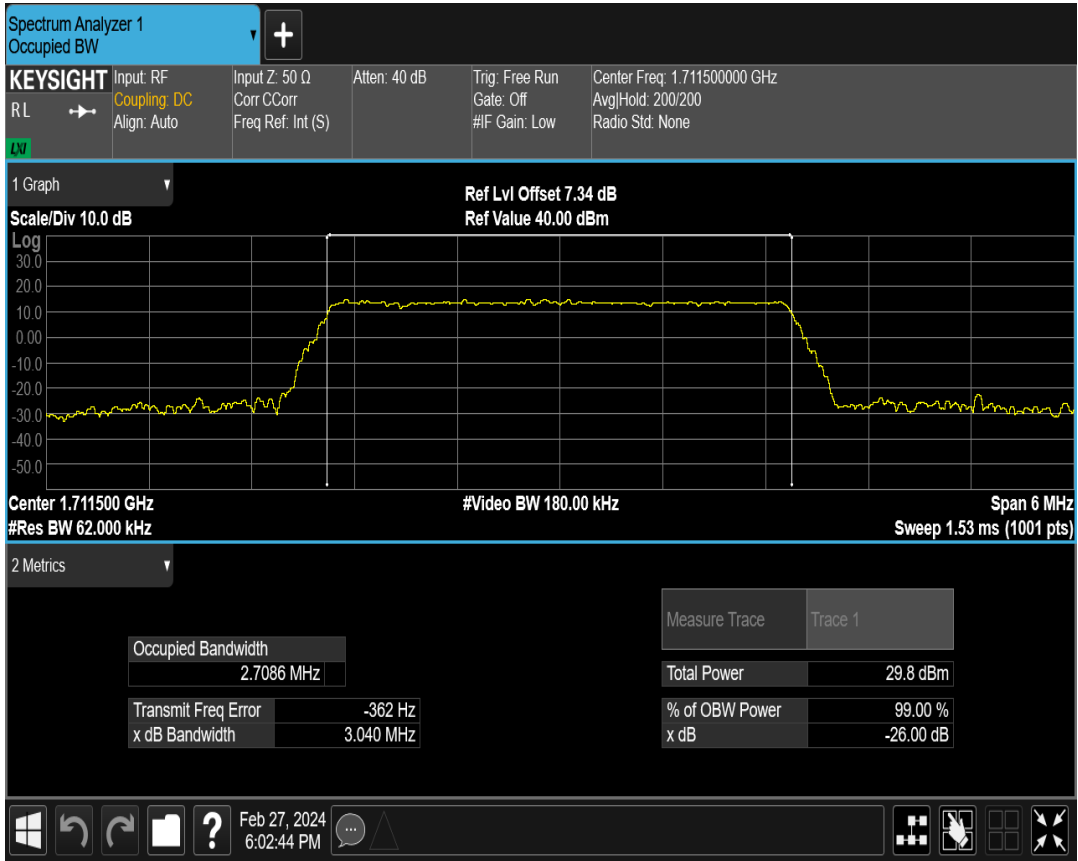 Spectrum Analyzer 1
Occupied BW
+
KEYSIGHT Input: RF Input Z: 50 Ω Atten: 40 dB Trig: Free Run Center Freq: 1.711500000 GHz
RL Coupling: DC Corr CCorr Gate: Off Avg|Hold: 200/200
Align: Auto Freq Ref: Int (S) #IF Gain: Low Radio Std: None
LXI
1 Graph Ref Lvl Offset 7.34 dB
Scale/Div 10.0 dB Ref Value 40.00 dBm
Log
30.0
20.0
10.0
0.00
-10.0
-20.0
-30.0
-40.0
-50.0
Center 1.711500 GHz #Video BW 180.00 kHz Span 6 MHz
#Res BW 62.000 kHz Sweep 1.53 ms (1001 pts)
2 Metrics
Measure Trace Trace 1
Occupied Bandwidth
2.7086 MHz Total Power 29.8 dBm
Transmit Freq Error -362 Hz % of OBW Power 99.00 %
x dB Bandwidth 3.040 MHz x dB -26.00 dB
? Feb 27, 2024
6:02:44 PM